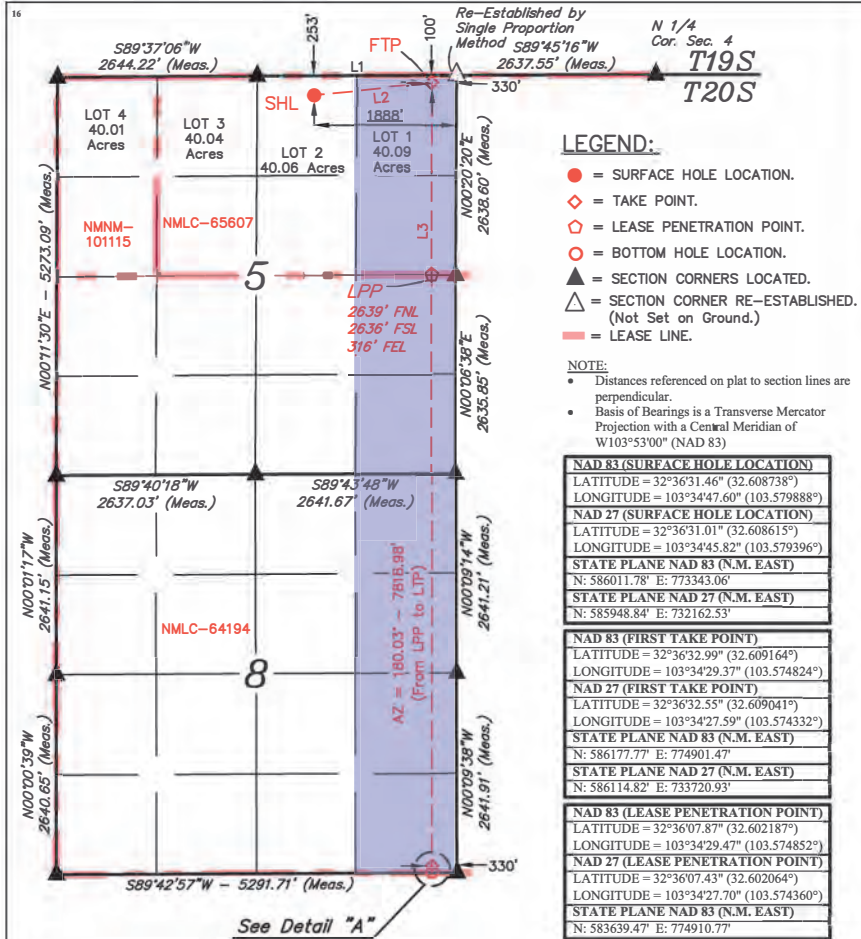 16
S89°37'06"W
2644.22' (Meas.)
253'
L1
FTP
100'
Re-Established by
Single Proportion
Method
S89°45'16"W
2637.55' (Meas.)
N 1/4
Cor. Sec. 4
T19S
T20S
330'
SHL
L2
1888'
LOT 4
40.01
Acres
LOT 3
40.04
Acres
LOT 2
40.06 Acres
LOT 1
40.09
Acres
N00°20'20"E
2638.60' (Meas.)
L3
NMNM-
101115
NMLC-65607
5
LPP
2639' FNL
2636' FSL
316' FEL
N00°11'30"E - 5273.09' (Meas.)
N00°06'38"E
2635.85' (Meas.)
S89°40'18"W
2637.03' (Meas.)
S89°43'48"W
2641.67' (Meas.)
N00°01'17"W
2641.15' (Meas.)
N00°09'14"W
2641.21' (Meas.)
NMLC-64194
8
AZ = 180.03° - 7818.98'
(From LPP to LTP)
N00°00'39"W
2640.65' (Meas.)
N00°09'38"W
2641.91' (Meas.)
330'
S89°42'57"W - 5291.71' (Meas.)
See Detail "A"
LEGEND:
= SURFACE HOLE LOCATION.
= TAKE POINT.
= LEASE PENETRATION POINT.
= BOTTOM HOLE LOCATION.
= SECTION CORNERS LOCATED.
= SECTION CORNER RE-ESTABLISHED.
(Not Set on Ground.)
= LEASE LINE.
NOTE:
• Distances referenced on plat to section lines are
perpendicular.
• Basis of Bearings is a Transverse Mercator
Projection with a Central Meridian of
W103°53'00" (NAD 83)
NAD 83 (SURFACE HOLE LOCATION)
LATITUDE = 32°36'31.46" (32.608738°)
LONGITUDE = 103°34'47.60" (103.579888°)
NAD 27 (SURFACE HOLE LOCATION)
LATITUDE = 32°36'31.01" (32.608615°)
LONGITUDE = 103°34'45.82" (103.579396°)
STATE PLANE NAD 83 (N.M. EAST)
N: 586011.78' E: 773343.06'
STATE PLANE NAD 27 (N.M. EAST)
N: 585948.84' E: 732162.53'
NAD 83 (FIRST TAKE POINT)
LATITUDE = 32°36'32.99" (32.609164°)
LONGITUDE = 103°34'29.37" (103.574824°)
NAD 27 (FIRST TAKE POINT)
LATITUDE = 32°36'32.55" (32.609041°)
LONGITUDE = 103°34'27.59" (103.574332°)
STATE PLANE NAD 83 (N.M. EAST)
N: 586177.77' E: 774901.47'
STATE PLANE NAD 27 (N.M. EAST)
N: 586114.82' E: 733720.93'
NAD 83 (LEASE PENETRATION POINT)
LATITUDE = 32°36'07.87" (32.602187°)
LONGITUDE = 103°34'29.47" (103.574852°)
NAD 27 (LEASE PENETRATION POINT)
LATITUDE = 32°36'07.43" (32.602064°)
LONGITUDE = 103°34'27.70" (103.574360°)
STATE PLANE NAD 83 (N.M. EAST)
N: 583639.47' E: 774910.77'